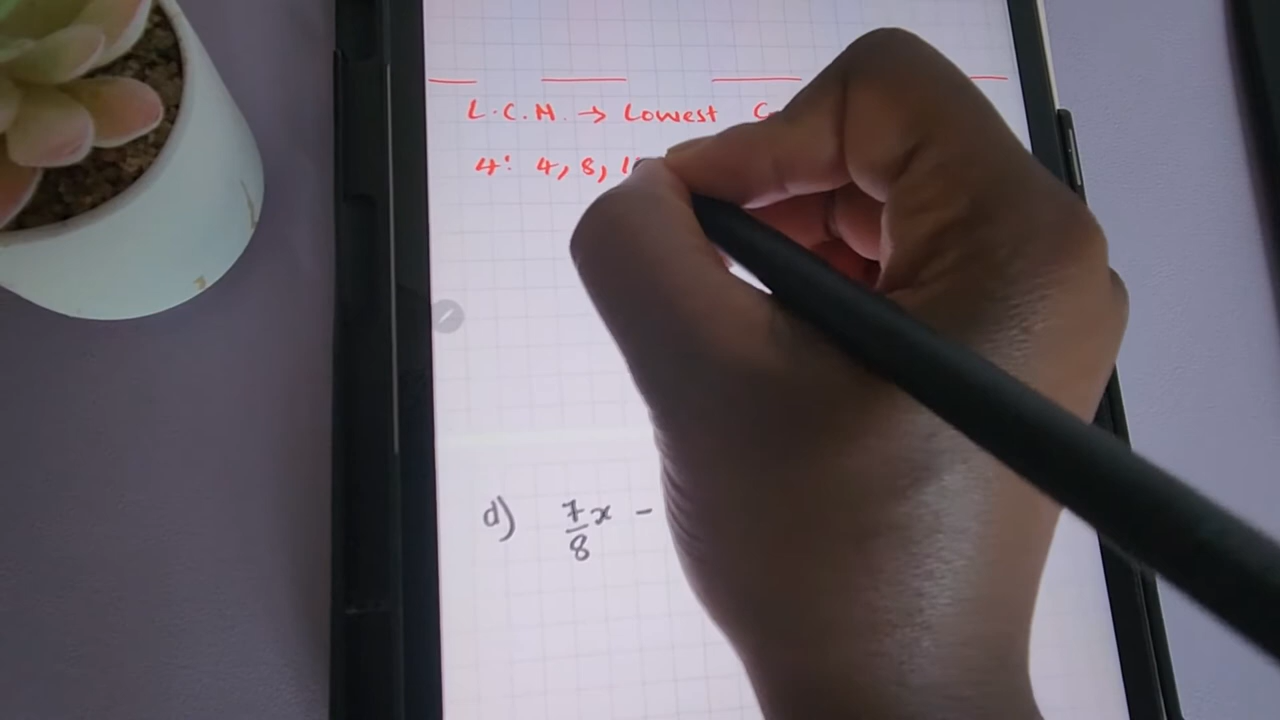 L.C.M. → Lowest
4: 4, 8,
d) 7/8 x -